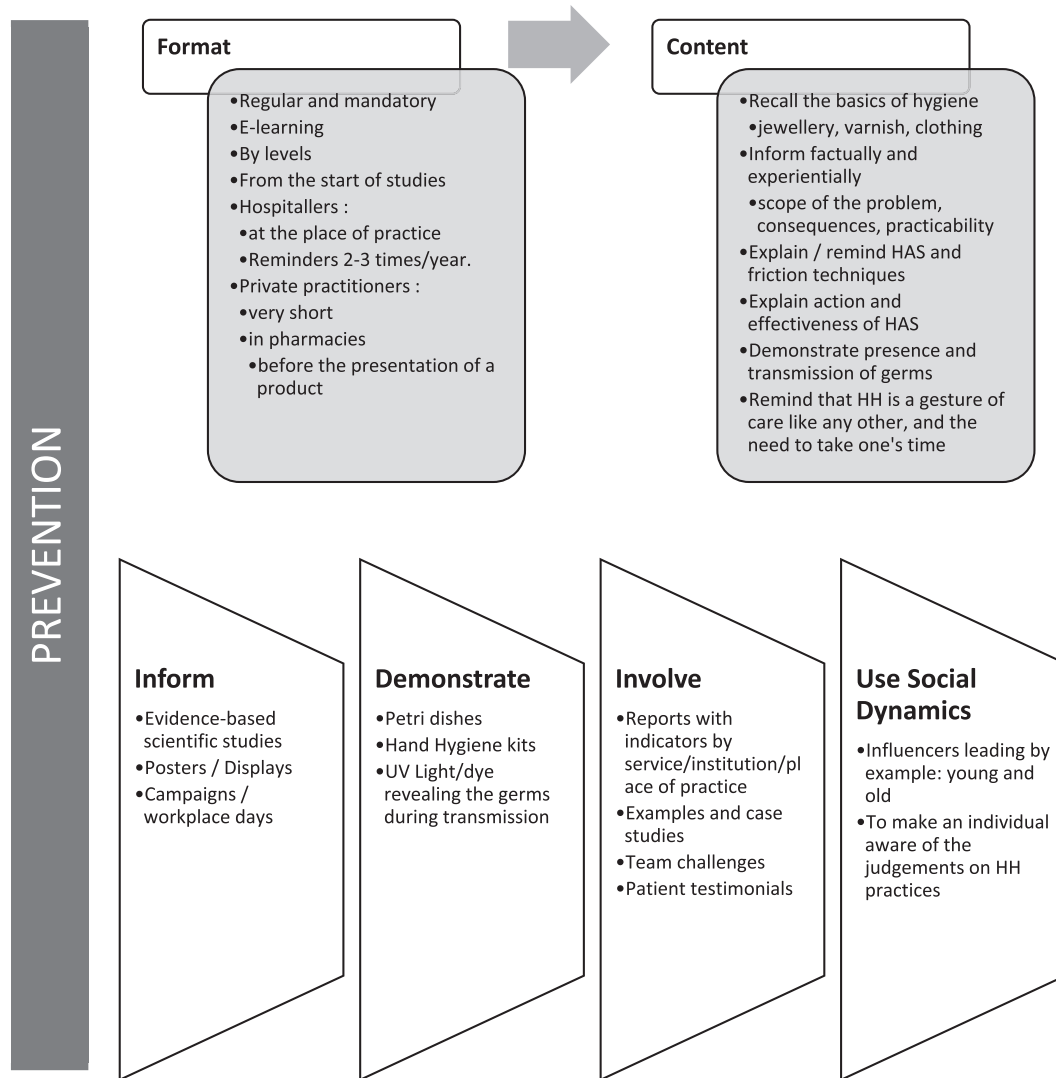 PREVENTION
Format
•Regular and mandatory
•E-learning
•By levels
•From the start of studies
•Hospitallers :
•at the place of practice
•Reminders 2-3 times/year.
•Private practitioners :
•very short
•in pharmacies
•before the presentation of a
product
Content
•Recall the basics of hygiene
•jewellery, varnish, clothing
•Inform factually and
experientially
•scope of the problem,
consequences, practicability
•Explain / remind HAS and
friction techniques
•Explain action and
effectiveness of HAS
•Demonstrate presence and
transmission of germs
•Remind that HH is a gesture of
care like any other, and the
need to take one's time
Inform
•Evidence-based
scientific studies
•Posters / Displays
•Campaigns /
workplace days
Demonstrate
•Petri dishes
•Hand Hygiene kits
•UV Light/dye
revealing the germs
during transmission
Involve
•Reports with
indicators by
service/institution/pl
ace of practice
•Examples and case
studies
•Team challenges
•Patient testimonials
Use Social
Dynamics
•Influencers leading by
example: young and
old
•To make an individual
aware of the
judgements on HH
practices